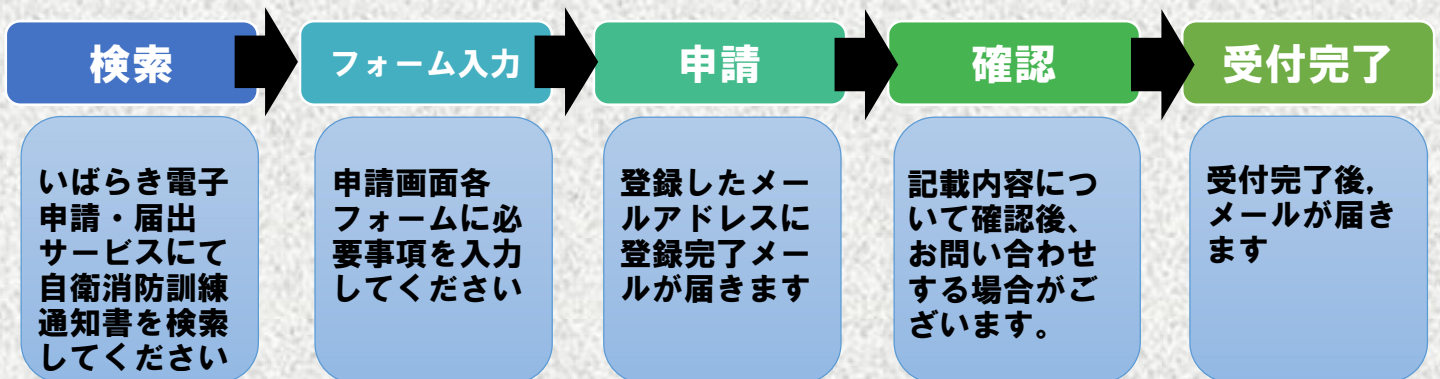 検索
フォーム入力
申請
確認
受付完了
いばらき電子
申請・届出
サービスにて
自衛消防訓練
通知書を検索
してください
申請画面各
フォームに必
要事項を入力
してください
登録したメー
ルアドレスに
登録完了メー
ルが届きます
記載内容につ
いて確認後、
お問い合わせ
する場合がご
ざいます。
受付完了後,
メールが届き
ます